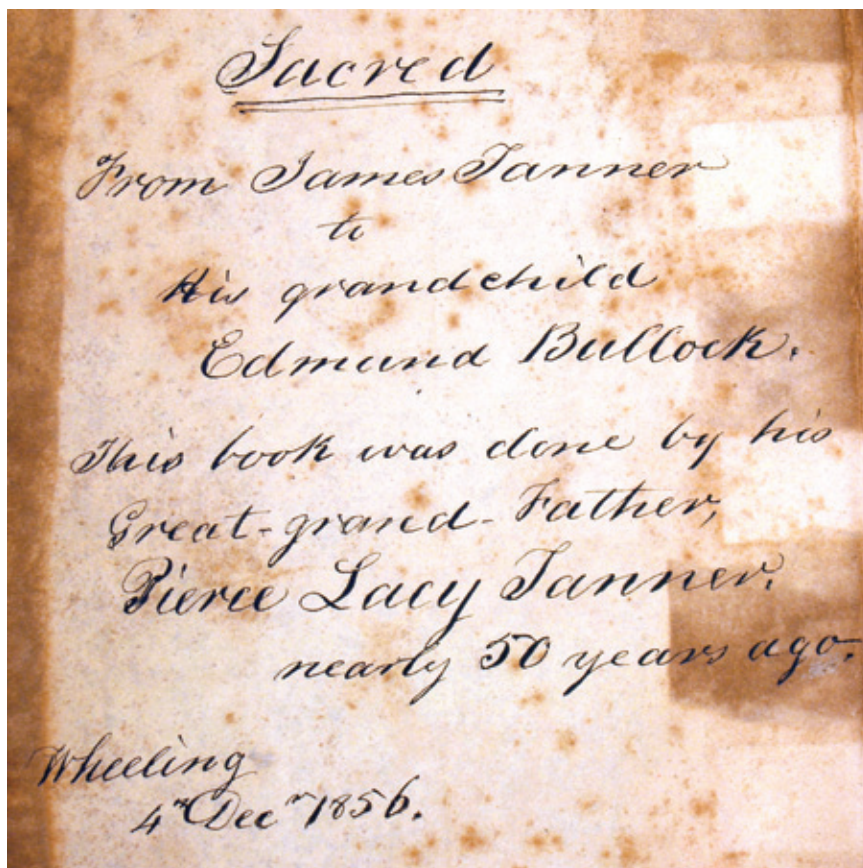 Sacred
From James Tanner
to
His grandchild
Edmund Bullock.
This book was done by his
Great-grand-Father,
Pierce Lacy Tanner.
nearly 50 years ago.
Wheeling
4th Decr 1856.